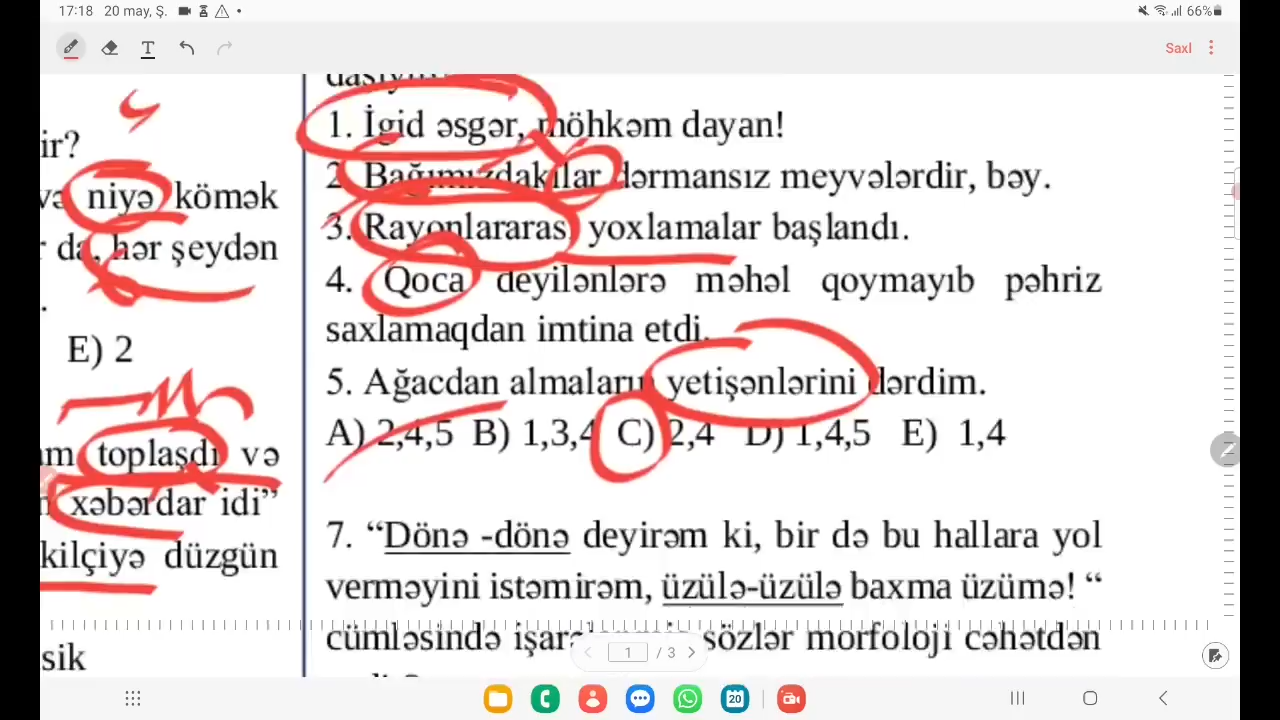 17:18 20 may, Ş.
66%
T
Saxl
1. İgid əsgər, möhkəm dayan!
ir?
2. Bağımızdakılar dərmansız meyvələrdir, bəy.
və niyə kömək
3. Rayonlararası yoxlamalar başlandı.
r da, hər şeydən
4. Qoca deyilənlərə məhəl qoymayıb pəhriz
saxlamaqdan imtina etdi.
E) 2
5. Ağacdan almaların yetişənlərini dərdim.
A) 2,4,5 B) 1,3,4 C) 2,4 D) 1,4,5 E) 1,4
toplaşdı və
xəbərdar idi”
7. “Dönə -dönə deyirəm ki, bir də bu hallara yol
kilçiyə düzgün
verməyini istəmirəm, üzülə-üzülə baxma üzümə! “
cümləsində sözlər morfoloji cəhətdən
sik
1 / 3
20